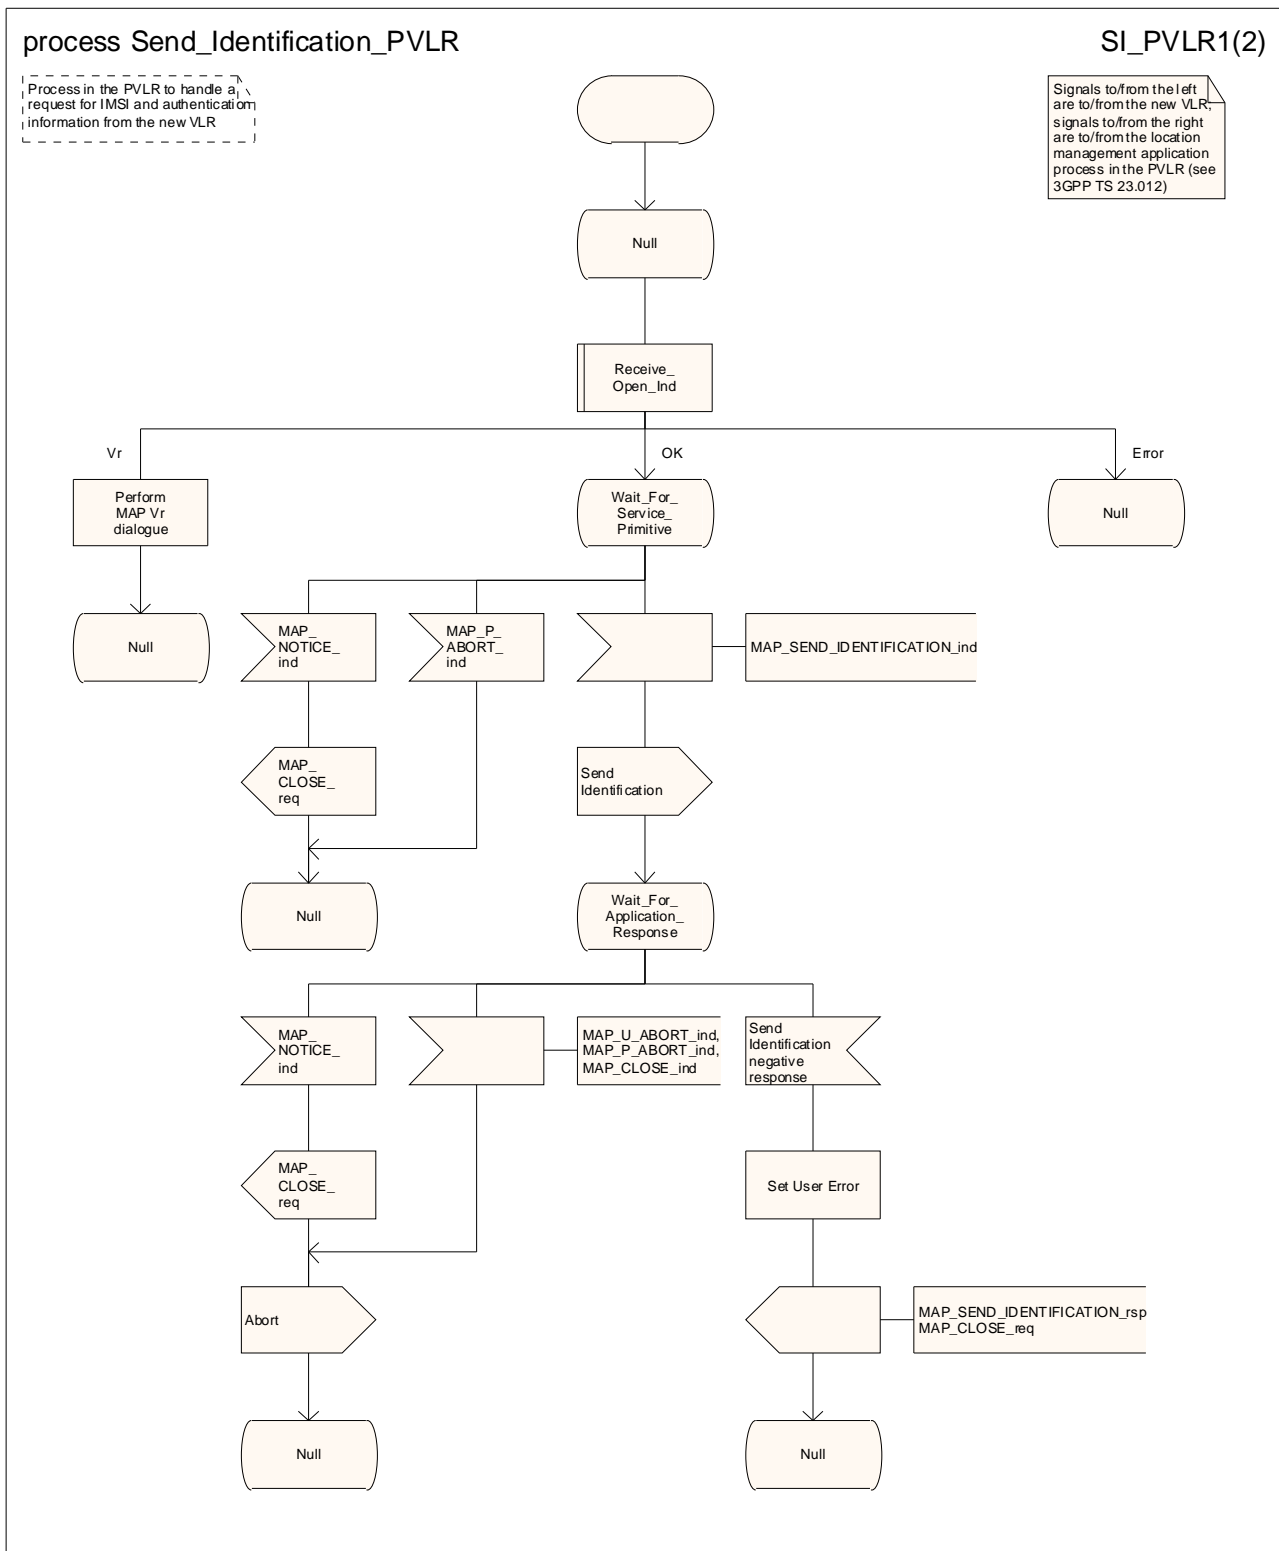 process Send_Identification_PVLR
SI_PVLR1(2)
Process in the PVLR to handle a
request for IMSI and authentication
information from the new VLR
Signals to/from the left
are to/from the new VLR;
signals to/from the right
are to/from the location
management application
process in the PVLR (see
3GPP TS 23.012)
Null
Receive_
Open_Ind
Vr
OK
Error
Perform
MAP Vr
dialogue
Wait_For_
Service_
Primitive
Null
Null
MAP_
NOTICE_
ind
MAP_P_
ABORT_
ind
MAP_SEND_IDENTIFICATION_ind
MAP_
CLOSE_
req
Send
Identification
Null
Wait_For_
Application_
Response
MAP_
NOTICE_
ind
MAP_U_ABORT_ind,
MAP_P_ABORT_ind,
MAP_CLOSE_ind
Send
Identification
negative
response
MAP_
CLOSE_
req
Set User Error
Abort
MAP_SEND_IDENTIFICATION_rsp
MAP_CLOSE_req
Null
Null